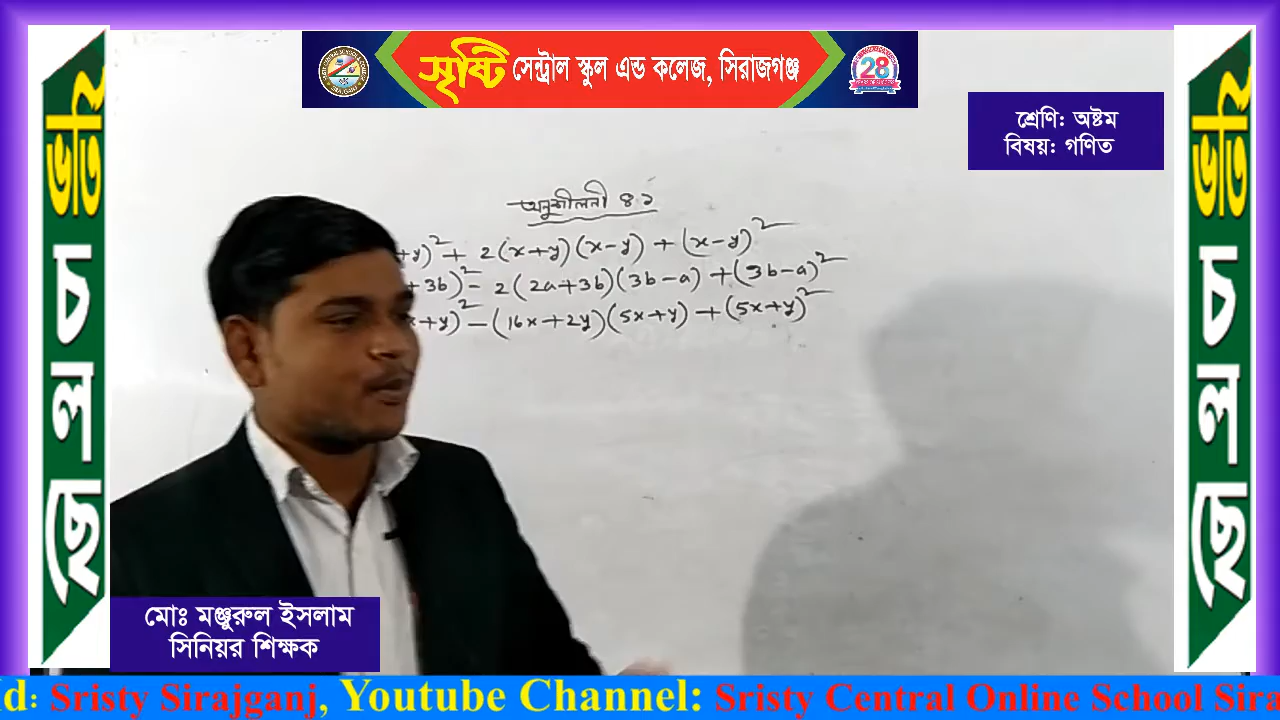 সৃষ্টি সেন্ট্রাল স্কুল এন্ড কলেজ, সিরাজগঞ্জ
28
শ্রেণি: অষ্টম
বিষয়: গণিত
ভর্তি চলছে
ভর্তি চলছে
অনুশীলনী ৪.১
+y)² + 2(x+y)(x-y) + (x-y)²
+ 3b)² - 2(2a+3b)(3b-a) + (3b-a)²
x+y)² - (16x+2y)(5x+y) + (5x+y)²
মোঃ মঞ্জুরুল ইসলাম
সিনিয়র শিক্ষক
d: Sristy Sirajganj, Youtube Channel: Sristy Central Online School Sira